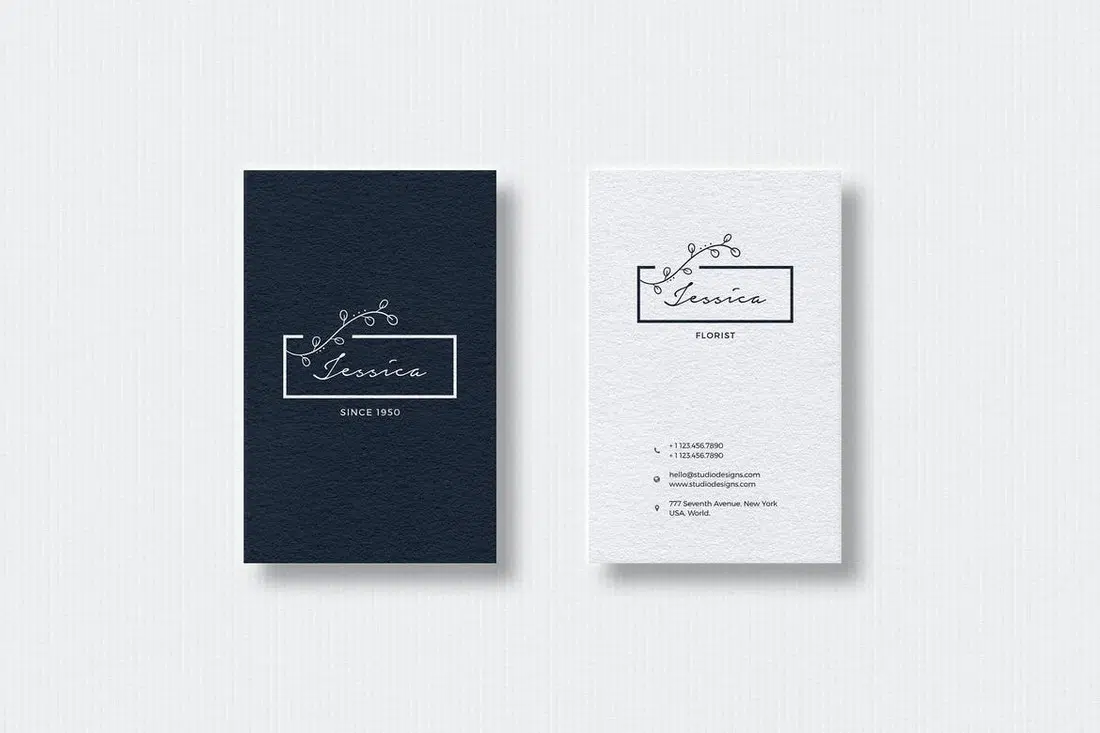 Jessica
SINCE 1950
Jessica
FLORIST
+ 1 123.456.7890
+ 1 123.456.7890
hello@studiodesigns.com
www.studiodesigns.com
777 Seventh Avenue, New York
USA, World.